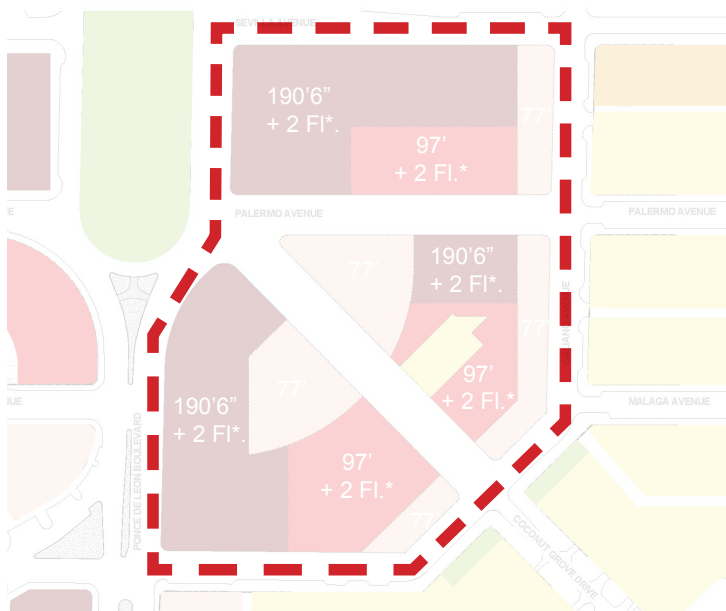 SEVILLA AVENUE
190'6"
+ 2 Fl*.
77'
97'
+ 2 Fl.*
PALERMO AVENUE
PALERMO AVENUE
77'
190'6"
+ 2 Fl*.
77'
97'
+ 2 Fl.*
MALAGA AVENUE
77'
190'6"
+ 2 Fl*.
97'
+ 2 Fl.*
77'
PONCE DE LEON BOULEVARD
COCONUT GROVE DRIVE